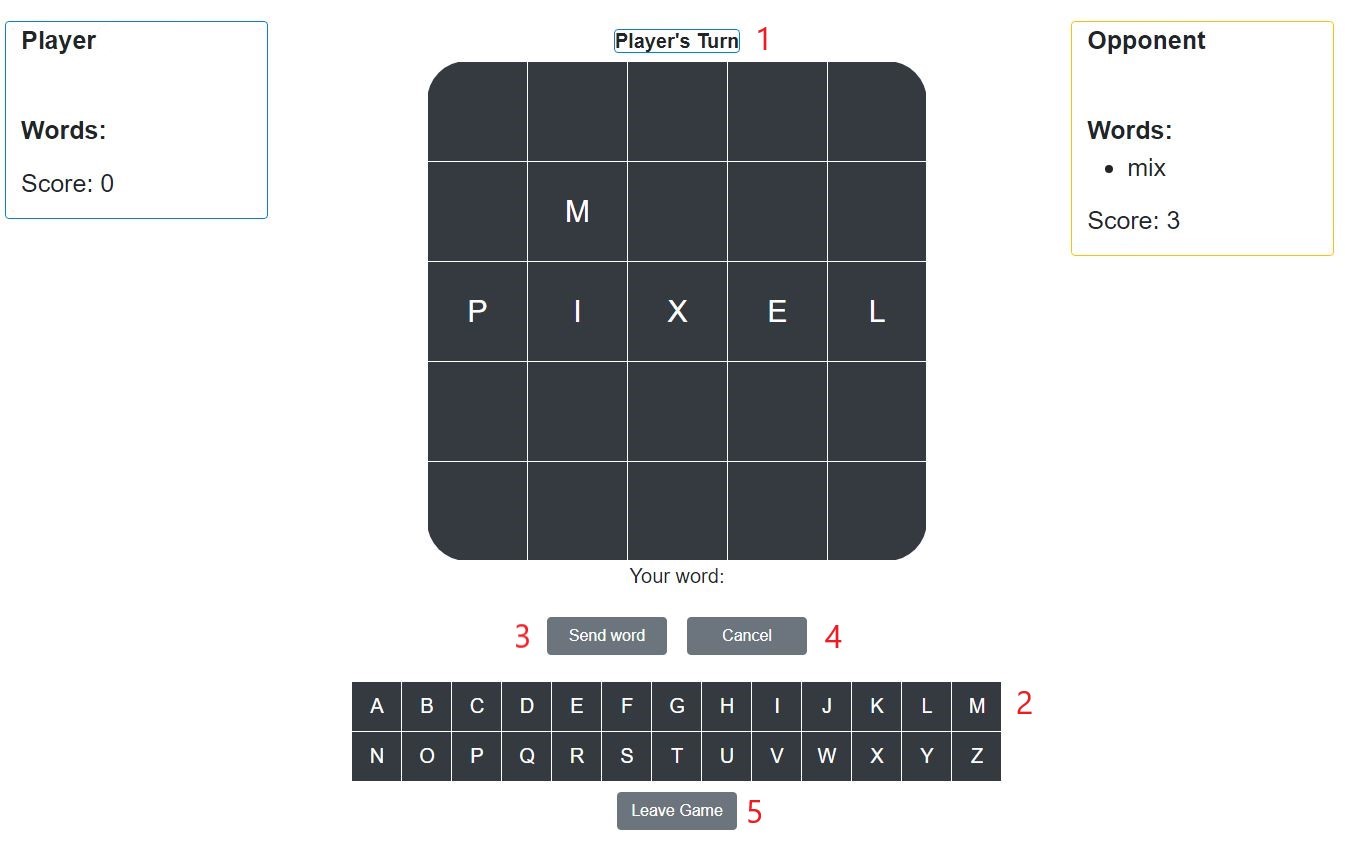 Player
Words:
Score: 0
Player's Turn 1
M
P I X E L
Your word:
3 Send word Cancel 4
A B C D E F G H I J K L M 2
N O P Q R S T U V W X Y Z
Leave Game 5
Opponent
Words:
• mix
Score: 3